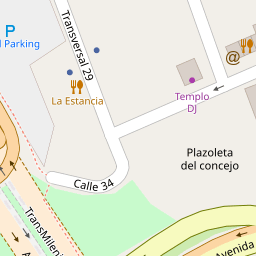 P
Parking
Transversal 29
La Estancia
@
Templo
DJ
Plazoleta
del concejo
Calle 34
TransMileni
Avenida